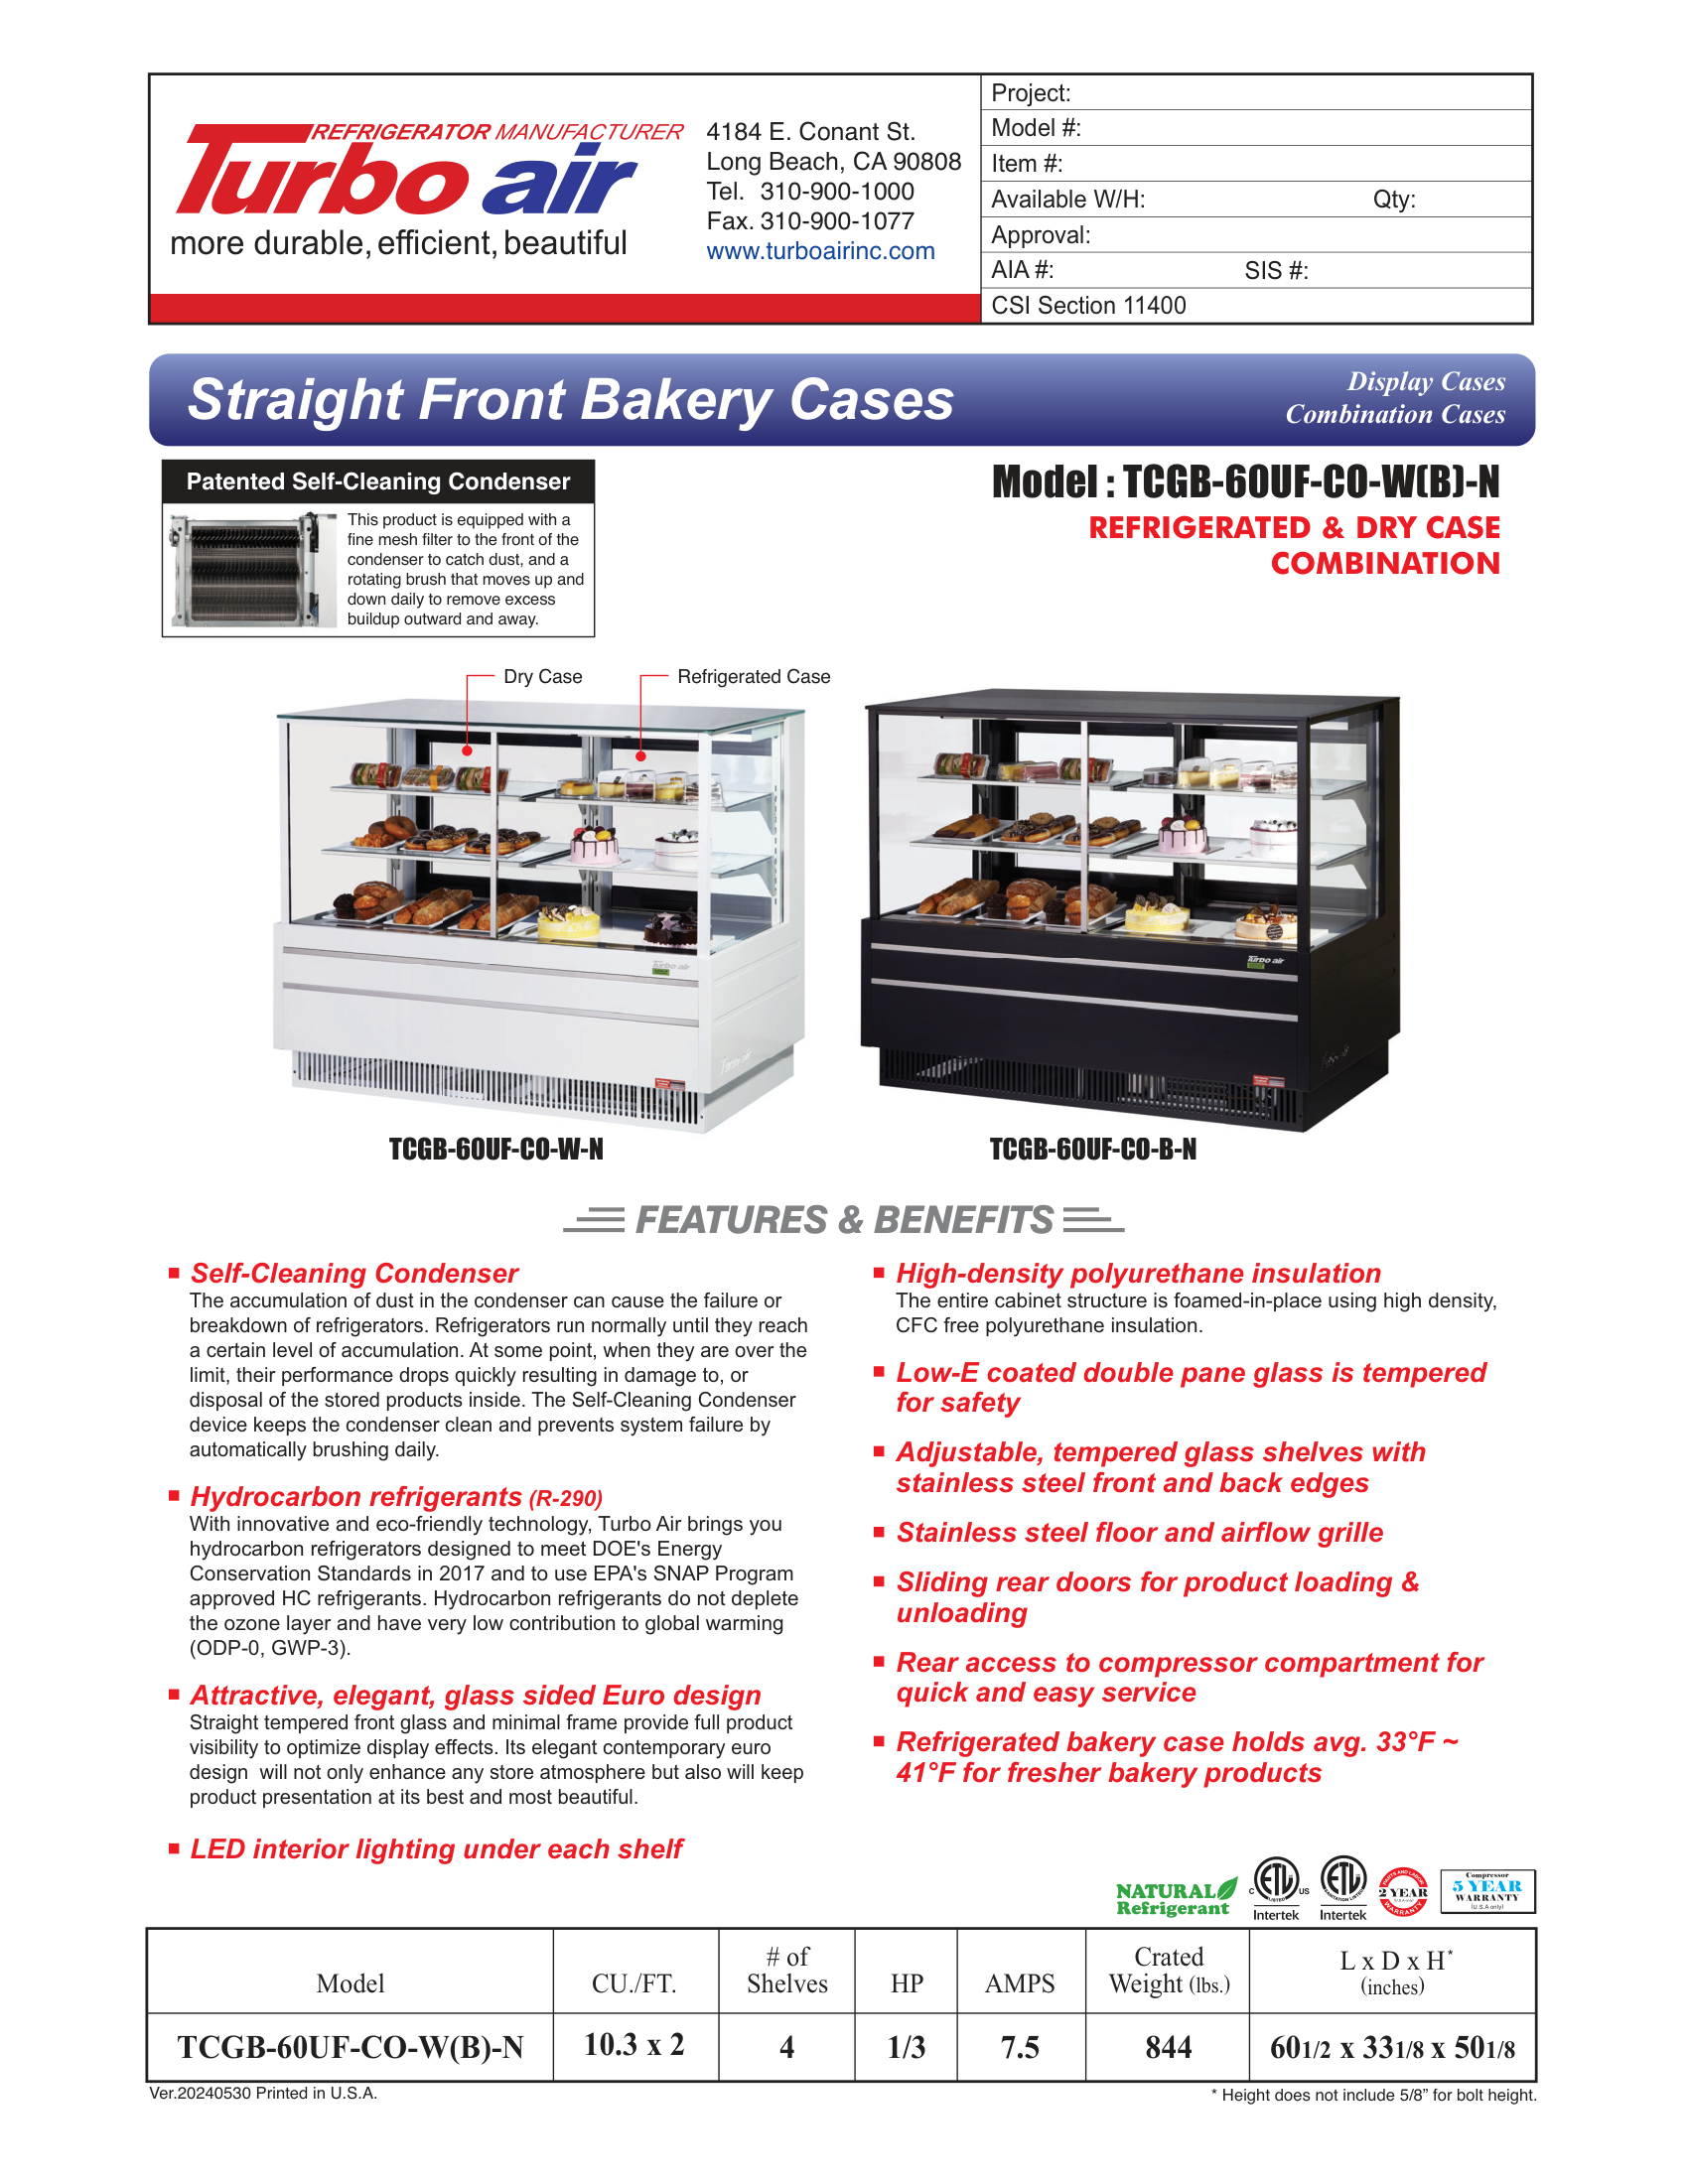 REFRIGERATOR MANUFACTURER
Turbo air
more durable, efficient, beautiful
4184 E. Conant St.
Long Beach, CA 90808
Tel. 310-900-1000
Fax. 310-900-1077
www.turboairinc.com
Project:
Model #:
Item #:
Available W/H: Qty:
Approval:
AIA #: SIS #:
CSI Section 11400
Straight Front Bakery Cases
Display Cases
Combination Cases
Patented Self-Cleaning Condenser
This product is equipped with a
fine mesh filter to the front of the
condenser to catch dust, and a
rotating brush that moves up and
down daily to remove excess
buildup outward and away.
Model : TCGB-60UF-CO-W(B)-N
REFRIGERATED & DRY CASE
COMBINATION
Dry Case
Refrigerated Case
Turbo air
Turbo air
Turbo air
TCGB-60UF-CO-W-N
TCGB-60UF-CO-B-N
FEATURES & BENEFITS
■ Self-Cleaning Condenser
The accumulation of dust in the condenser can cause the failure or
breakdown of refrigerators. Refrigerators run normally until they reach
a certain level of accumulation. At some point, when they are over the
limit, their performance drops quickly resulting in damage to, or
disposal of the stored products inside. The Self-Cleaning Condenser
device keeps the condenser clean and prevents system failure by
automatically brushing daily.
■ Hydrocarbon refrigerants (R-290)
With innovative and eco-friendly technology, Turbo Air brings you
hydrocarbon refrigerators designed to meet DOE's Energy
Conservation Standards in 2017 and to use EPA's SNAP Program
approved HC refrigerants. Hydrocarbon refrigerants do not deplete
the ozone layer and have very low contribution to global warming
(ODP-0, GWP-3).
■ Attractive, elegant, glass sided Euro design
Straight tempered front glass and minimal frame provide full product
visibility to optimize display effects. Its elegant contemporary euro
design will not only enhance any store atmosphere but also will keep
product presentation at its best and most beautiful.
■ LED interior lighting under each shelf
■ High-density polyurethane insulation
The entire cabinet structure is foamed-in-place using high density,
CFC free polyurethane insulation.
■ Low-E coated double pane glass is tempered
for safety
■ Adjustable, tempered glass shelves with
stainless steel front and back edges
■ Stainless steel floor and airflow grille
■ Sliding rear doors for product loading &
unloading
■ Rear access to compressor compartment for
quick and easy service
■ Refrigerated bakery case holds avg. 33°F ~
41°F for fresher bakery products
NATURAL
Refrigerant
C ETL US
LISTED
Intertek
ETL
SANITATION LISTED
Intertek
PARTS AND LABOR
2 YEAR
WARRANTY
Compressor
5 YEAR
WARRANTY
(U.S.A only)
Model CU./FT. # of Shelves HP AMPS Crated Weight (lbs.) L x D x H* (inches)
TCGB-60UF-CO-W(B)-N 10.3 x 2 4 1/3 7.5 844 601/2 x 331/8 x 501/8
Ver.20240530 Printed in U.S.A.
* Height does not include 5/8” for bolt height.